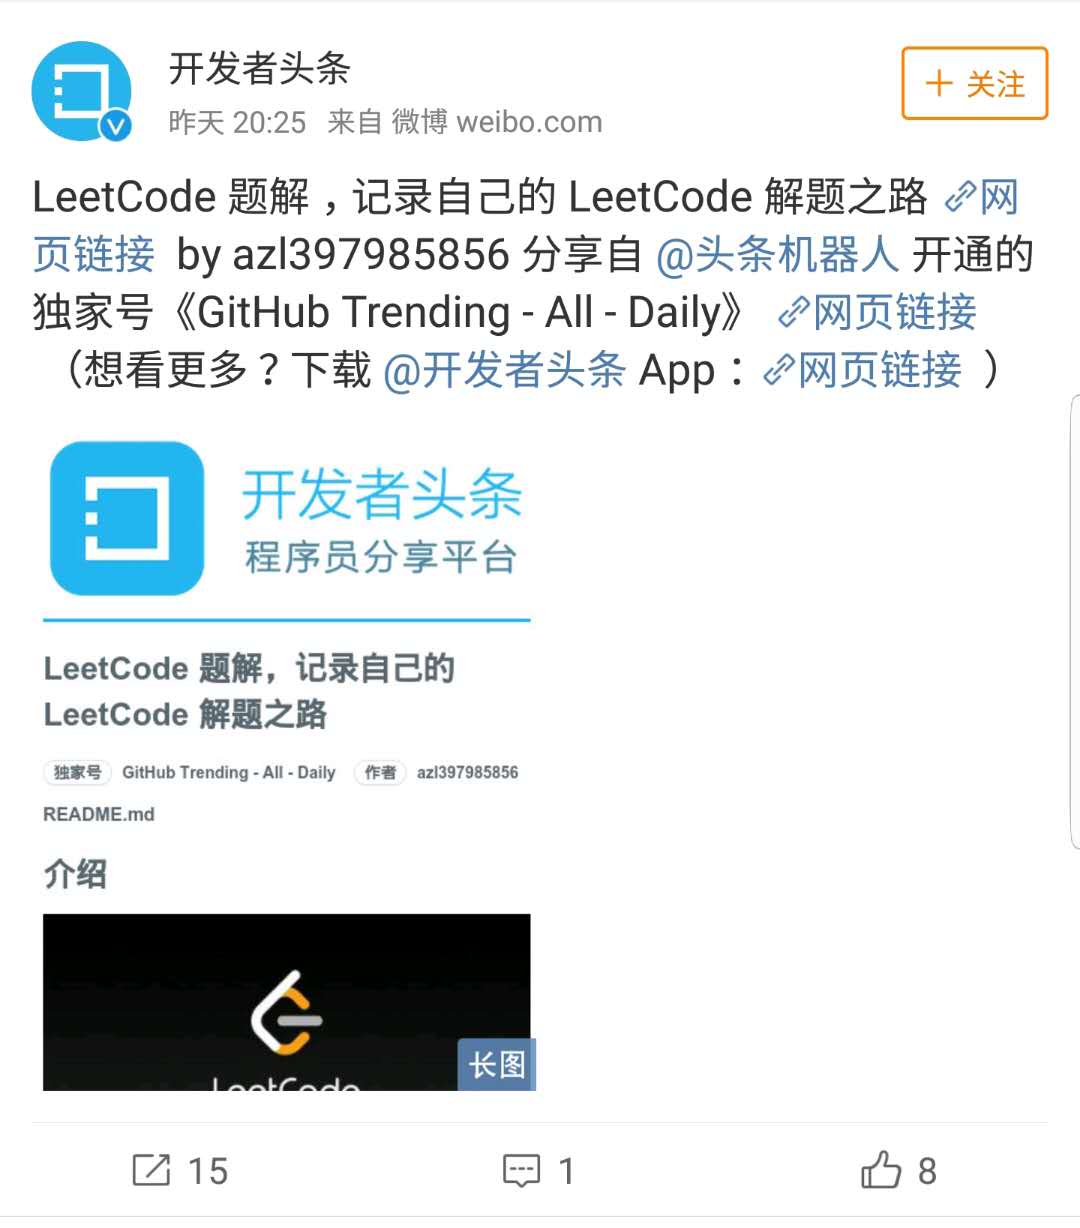 开发者头条
昨天 20:25 来自 微博 weibo.com
+ 关注
LeetCode 题解，记录自己的 LeetCode 解题之路 网
页链接 by azl397985856 分享自 @头条机器人 开通的
独家号《GitHub Trending - All - Daily》 网页链接
（想看更多？下载 @开发者头条 App：网页链接 ）
开发者头条
程序员分享平台
LeetCode 题解，记录自己的
LeetCode 解题之路
独家号 GitHub Trending - All - Daily 作者 azl397985856
README.md
介绍
LeetCode
长图
15 1 8